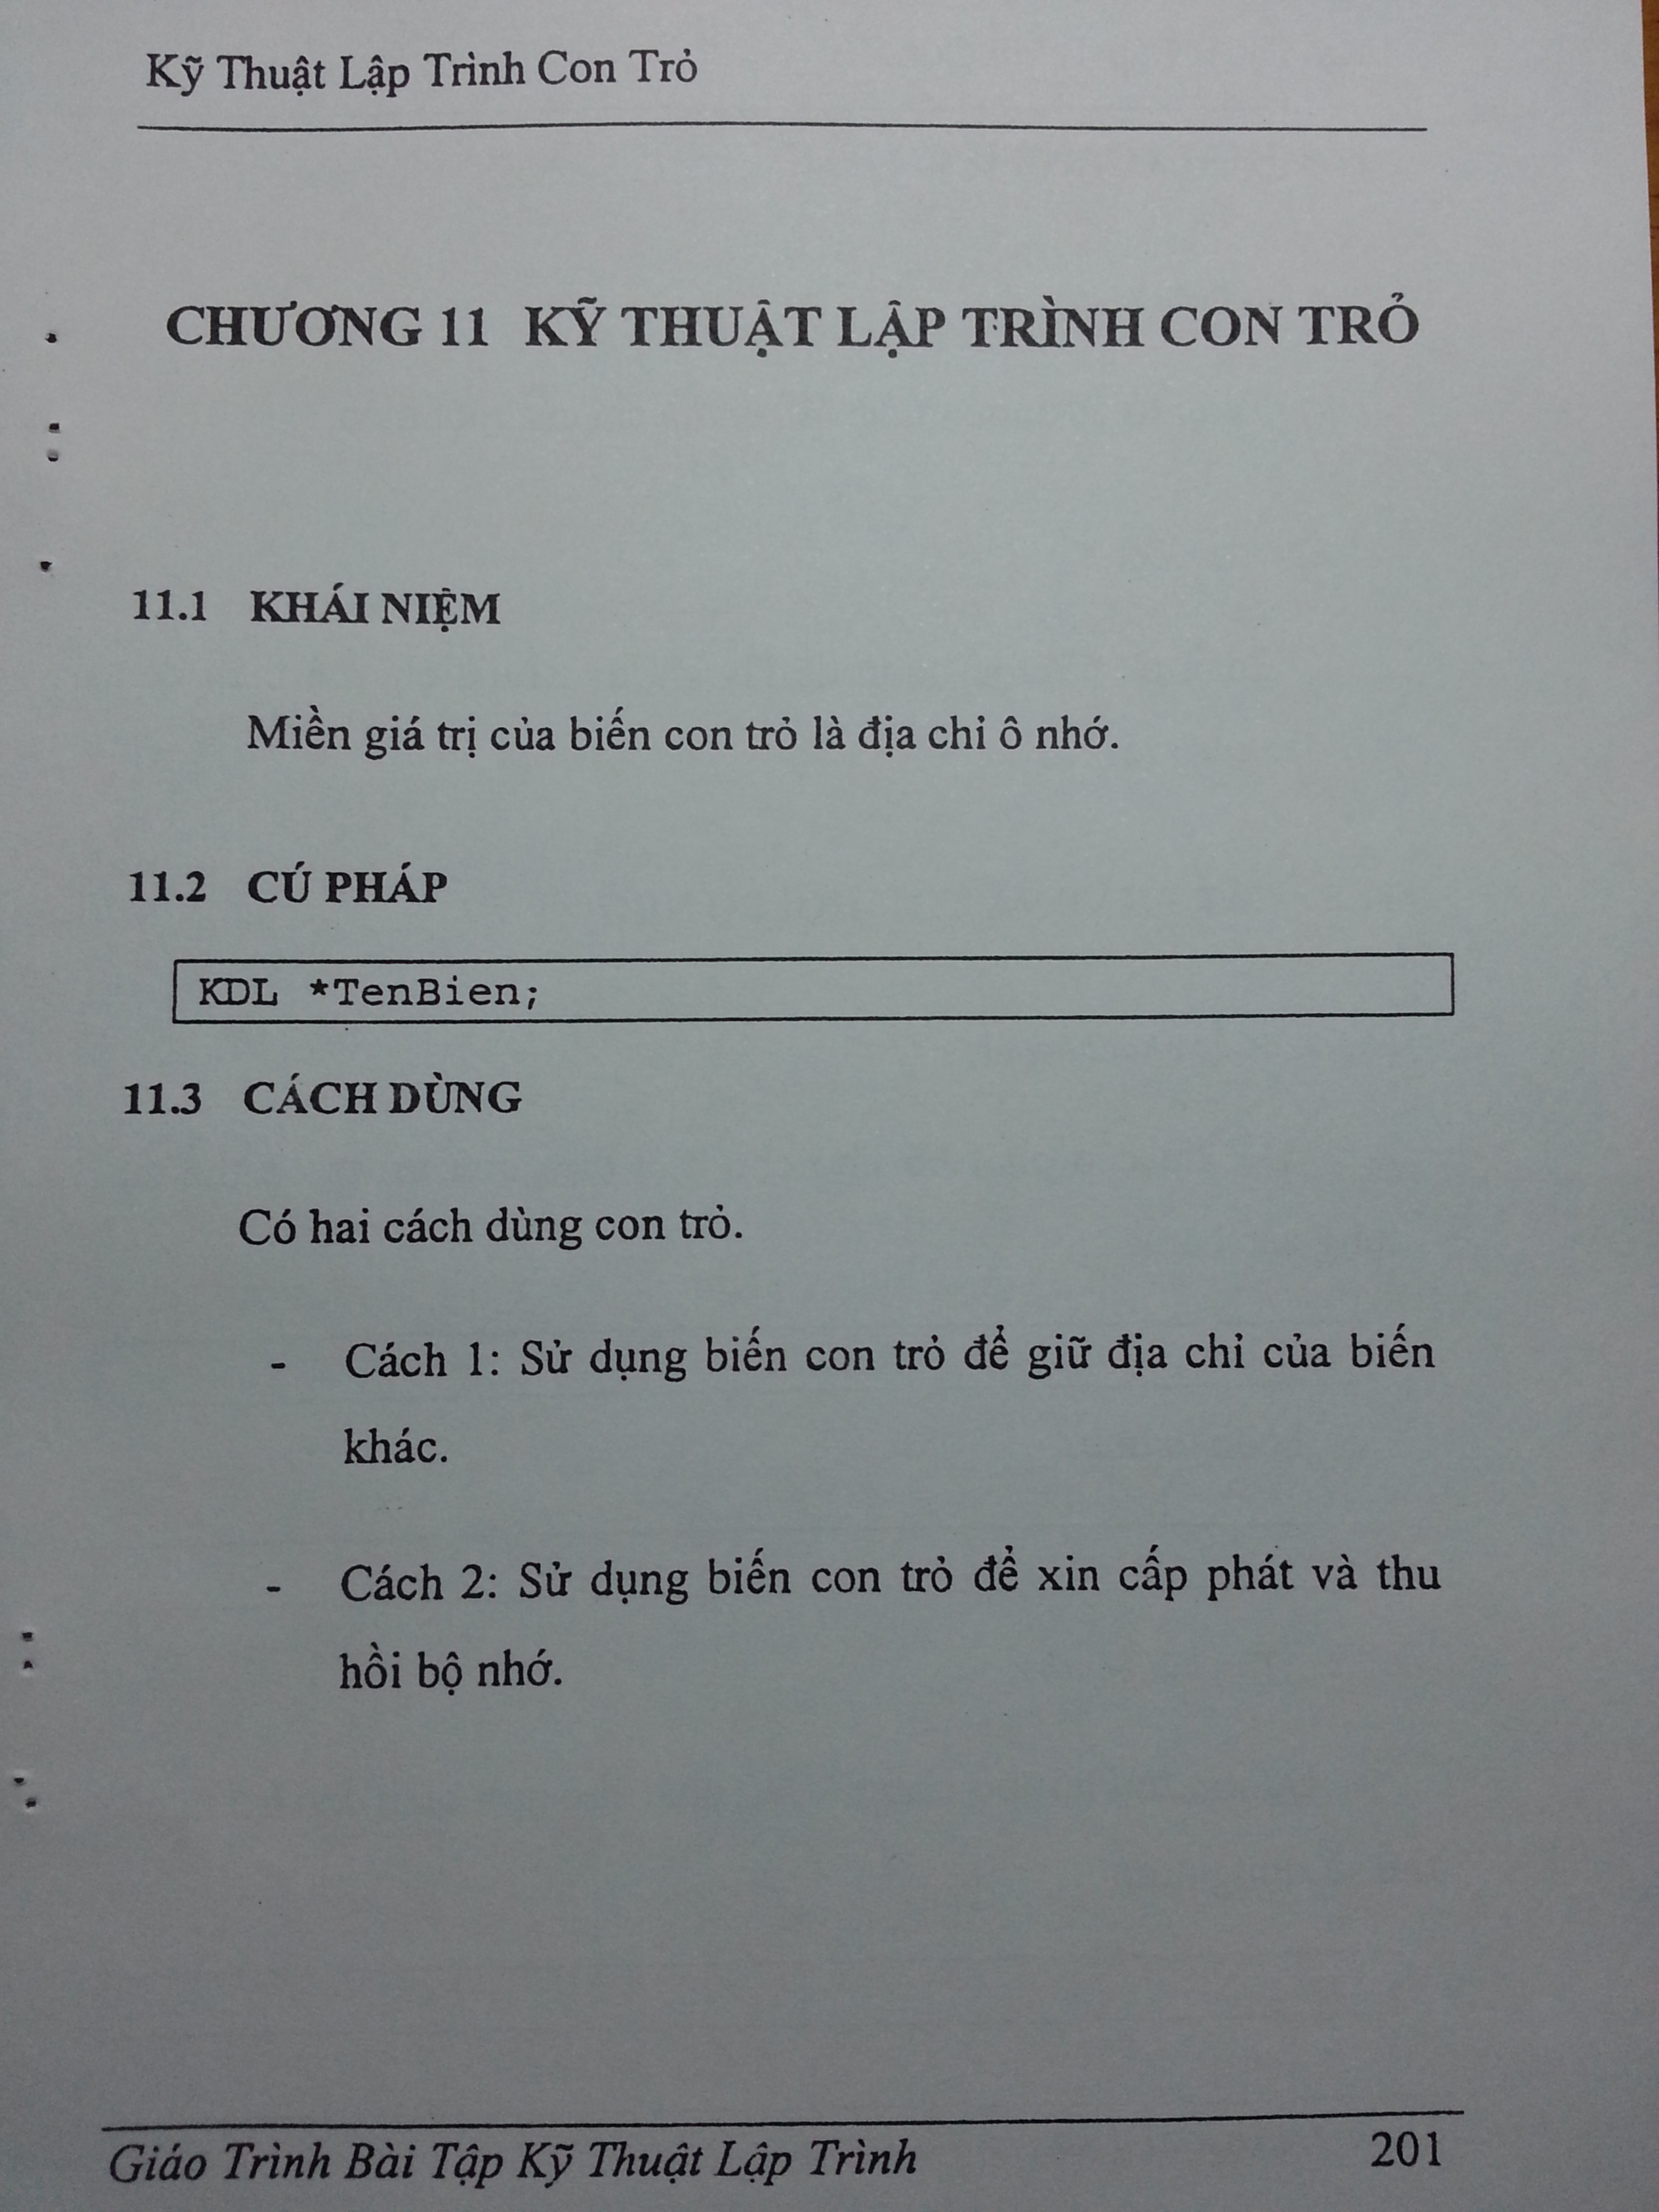 Kỹ Thuật Lập Trình Con Trỏ
CHƯƠNG 11 KỸ THUẬT LẬP TRÌNH CON TRỎ
11.1 KHÁI NIỆM
Miền giá trị của biến con trỏ là địa chỉ ô nhớ.
11.2 CÚ PHÁP
KDL *TenBien;
11.3 CÁCH DÙNG
Có hai cách dùng con trỏ.
- Cách 1: Sử dụng biến con trỏ để giữ địa chỉ của biến
khác.
- Cách 2: Sử dụng biến con trỏ để xin cấp phát và thu
hồi bộ nhớ.
Giáo Trình Bài Tập Kỹ Thuật Lập Trình 201